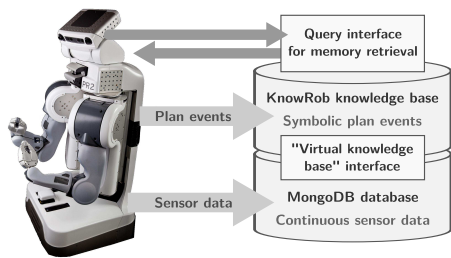 Query interface
for memory retrieval
PR2
KnowRob knowledge base
Plan events
Symbolic plan events
"Virtual knowledge
base" interface
MongoDB database
Sensor data
Continuous sensor data